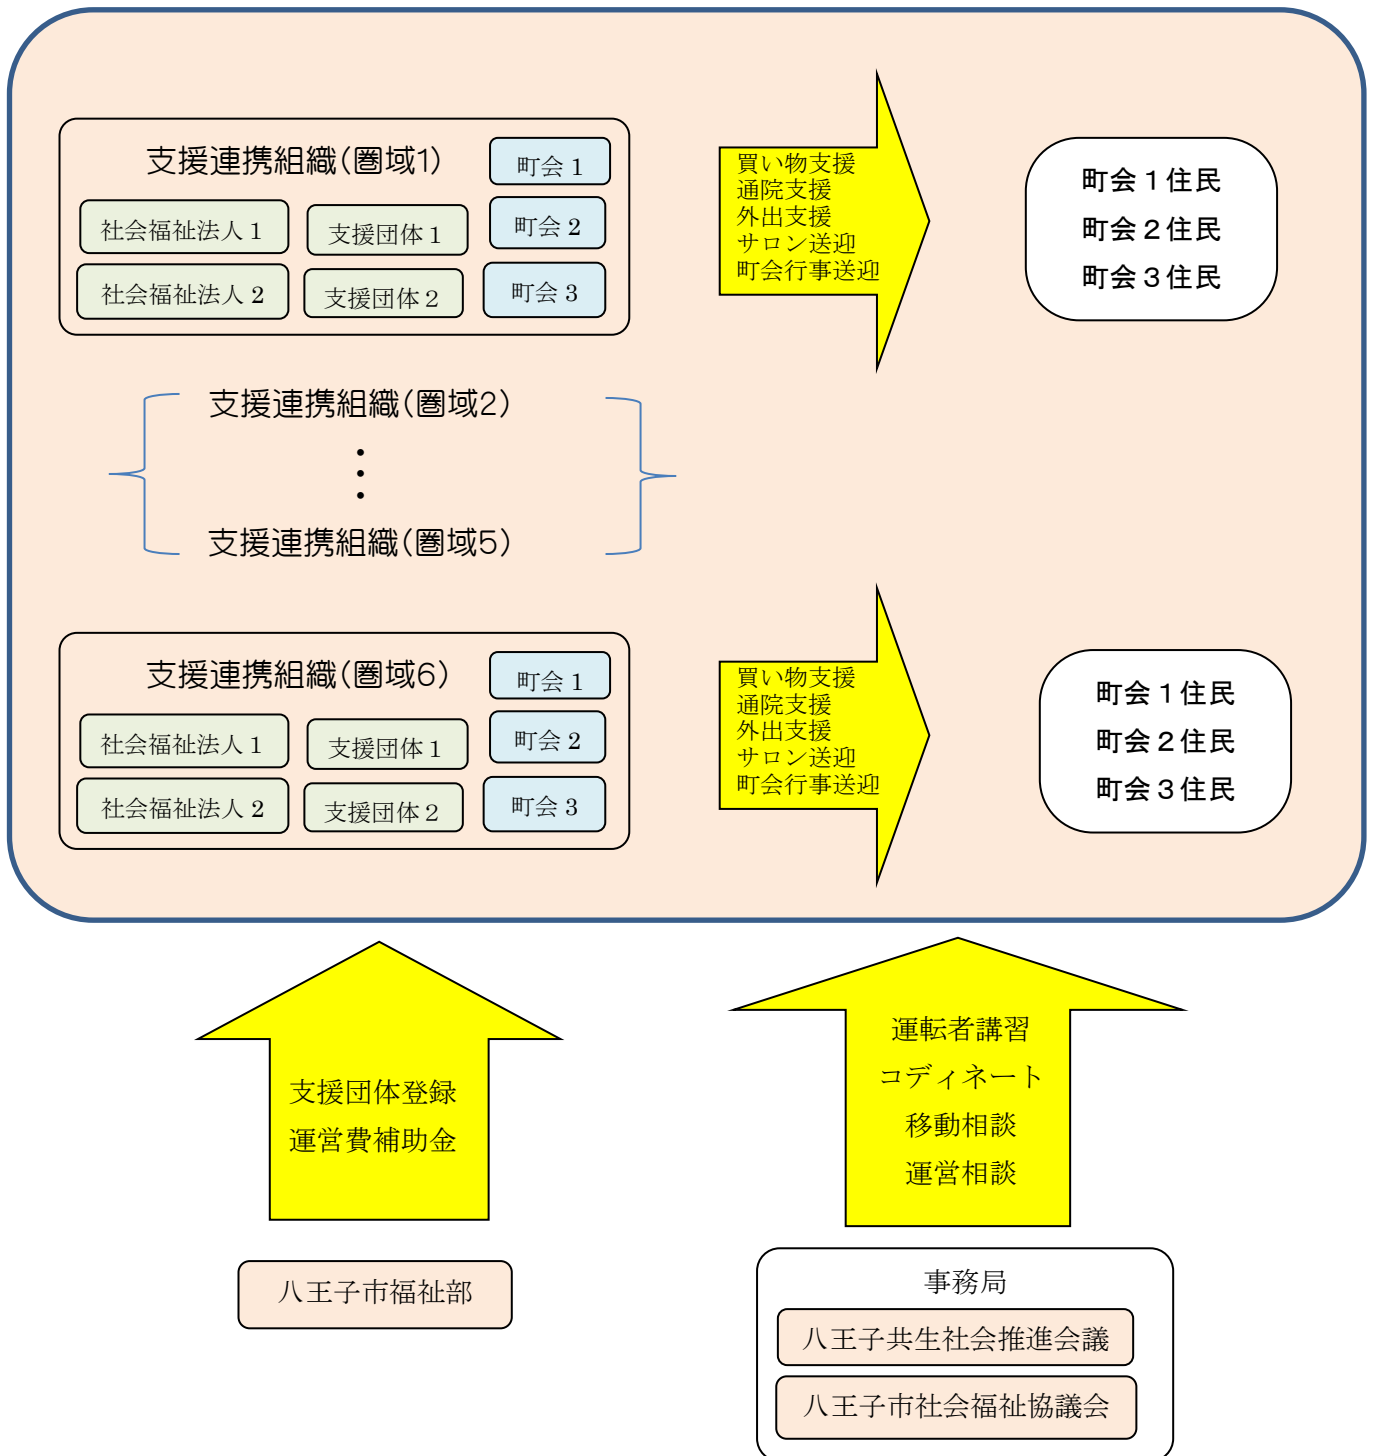 支援連携組織(圏域1)
町会 1
社会福祉法人 1
支援団体 1
町会 2
社会福祉法人 2
支援団体 2
町会 3
買い物支援
通院支援
外出支援
サロン送迎
町会行事送迎
町会 1 住民
町会 2 住民
町会 3 住民
支援連携組織(圏域2)
・
・
・
支援連携組織(圏域5)
支援連携組織(圏域6)
町会 1
社会福祉法人 1
支援団体 1
町会 2
社会福祉法人 2
支援団体 2
町会 3
買い物支援
通院支援
外出支援
サロン送迎
町会行事送迎
町会 1 住民
町会 2 住民
町会 3 住民
支援団体登録
運営費補助金
運転者講習
コディネート
移動相談
運営相談
八王子市福祉部
事務局
八王子共生社会推進会議
八王子市社会福祉協議会